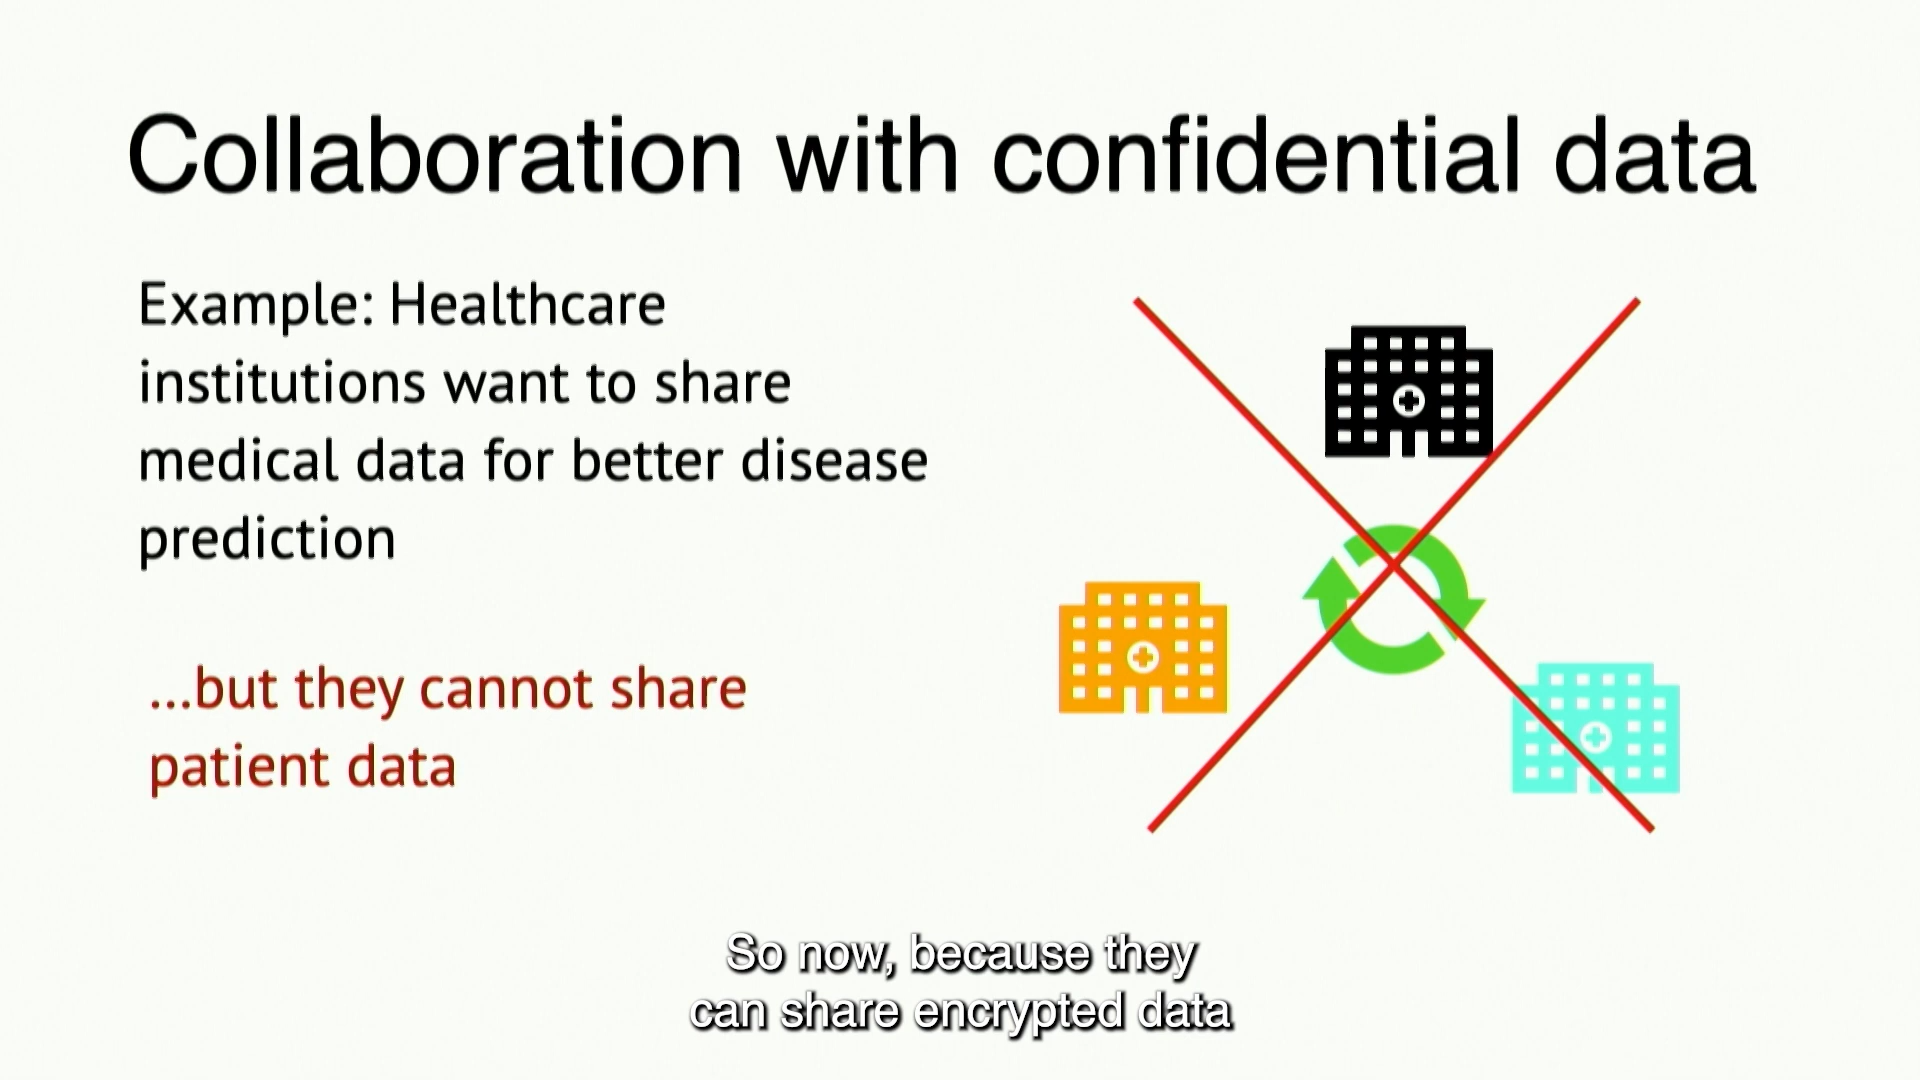 Collaboration with confidential data
Example: Healthcare
institutions want to share
medical data for better disease
prediction
...but they cannot share
patient data
So now, because they
can share encrypted data